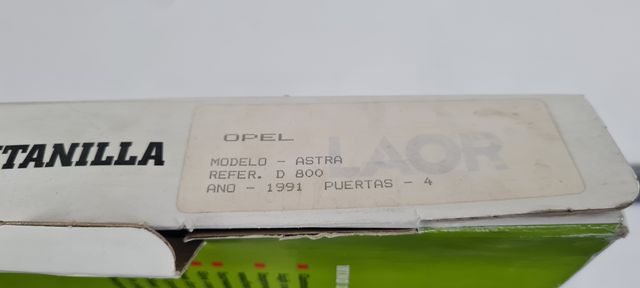 TANILLA
LAOR
OPEL
MODELO - ASTRA
REFER. D 800
ANO - 1991 PUERTAS - 4